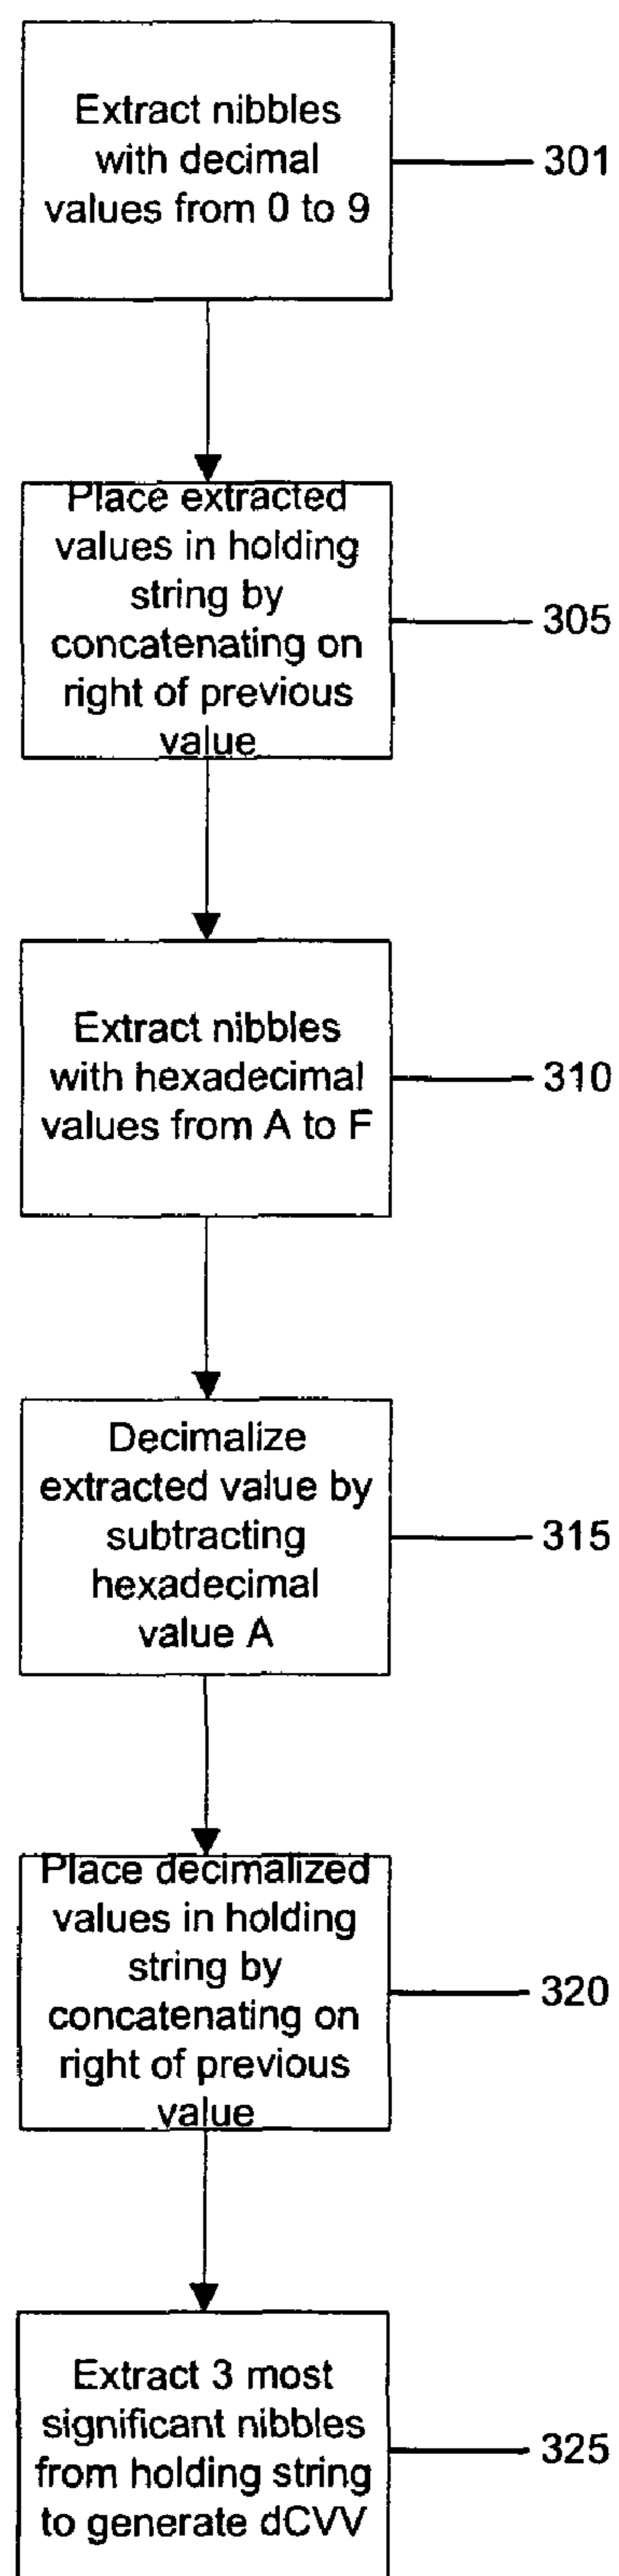 Extract nibbles
with decimal
values from 0 to 9
301
Place extracted
values in holding
string by
concatenating on
right of previous
value
305
Extract nibbles
with hexadecimal
values from A to F
310
Decimalize
extracted value by
subtracting
hexadecimal
value A
315
Place decimalized
values in holding
string by
concatenating on
right of previous
value
320
Extract 3 most
significant nibbles
from holding string
to generate dCVV
325